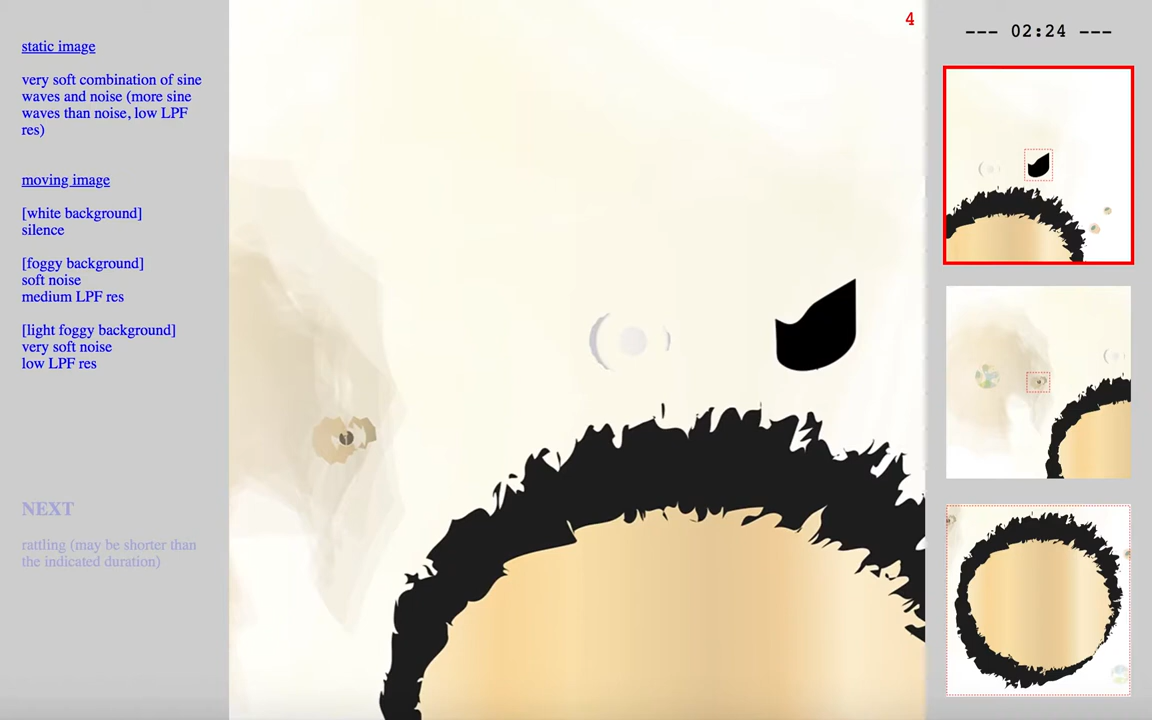 static image
very soft combination of sine
waves and noise (more sine
waves than noise, low LPF
res)
moving image
[white background]
silence
[foggy background]
soft noise
medium LPF res
[light foggy background]
very soft noise
low LPF res
NEXT
rattling (may be shorter than
the indicated duration)
4
--- 02:24 ---